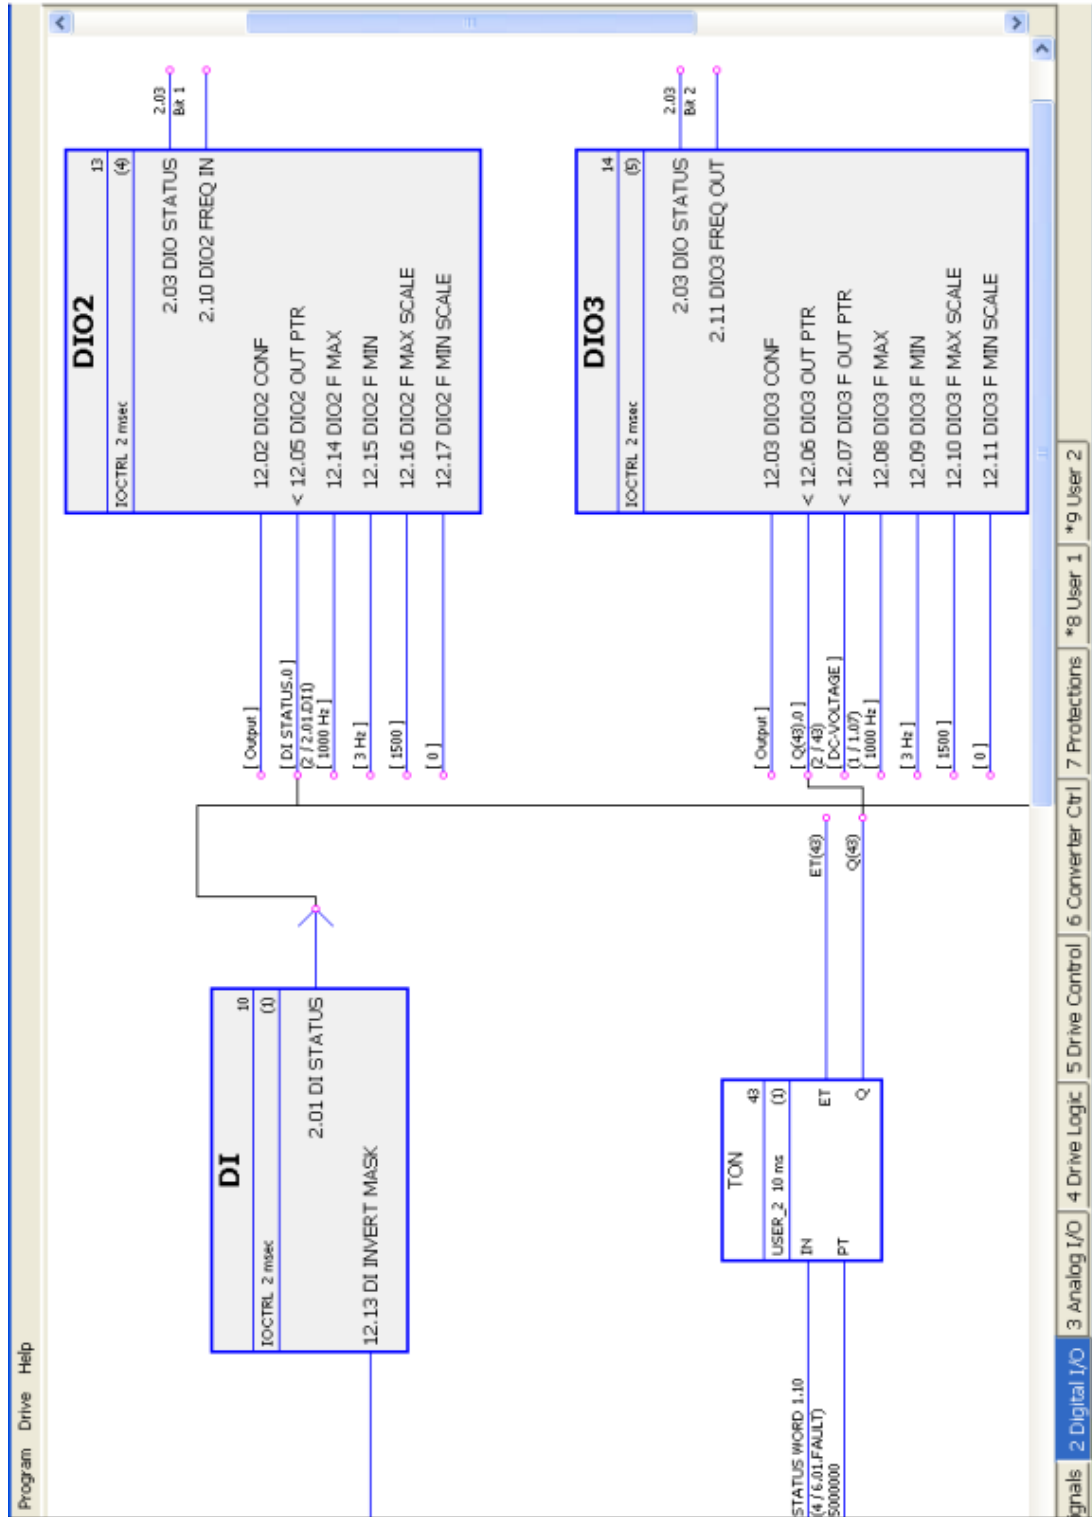 Program Drive Help
DI
10
IOCTRL 2 msec
(1)
2.01 DI STATUS
12.13 DI INVERT MASK
DIO2
13
IOCTRL 2 msec
(4)
2.03 DIO STATUS
2.10 DIO2 FREQ IN
2.03
Bit 1
12.02 DIO2 CONF
< 12.05 DIO2 OUT PTR
12.14 DIO2 F MAX
12.15 DIO2 F MIN
12.16 DIO2 F MAX SCALE
12.17 DIO2 F MIN SCALE
[ Output ]
[ DI STATUS.0 ]
(2 / 2.01.DI1)
[ 1000 Hz ]
[ 3 Hz ]
[ 1500 ]
[ 0 ]
TON
43
USER_2 10 ms
(1)
IN
ET
PT
Q
STATUS WORD 1.10
(4 / 6.01.FAULT)
5000000
ET(43)
Q(43)
DIO3
14
IOCTRL 2 msec
(5)
2.03 DIO STATUS
2.11 DIO3 FREQ OUT
2.03
Bit 2
12.03 DIO3 CONF
< 12.06 DIO3 OUT PTR
< 12.07 DIO3 F OUT PTR
12.08 DIO3 F MAX
12.09 DIO3 F MIN
12.10 DIO3 F MAX SCALE
12.11 DIO3 F MIN SCALE
[ Output ]
[ Q(43).0 ]
(2 / 43)
[ DC-VOLTAGE ]
(1 / 1.07)
[ 1000 Hz ]
[ 3 Hz ]
[ 1500 ]
[ 0 ]
gnals 2 Digital I/O 3 Analog I/O 4 Drive Logic 5 Drive Control 6 Converter Ctrl 7 Protections *8 User 1 *9 User 2